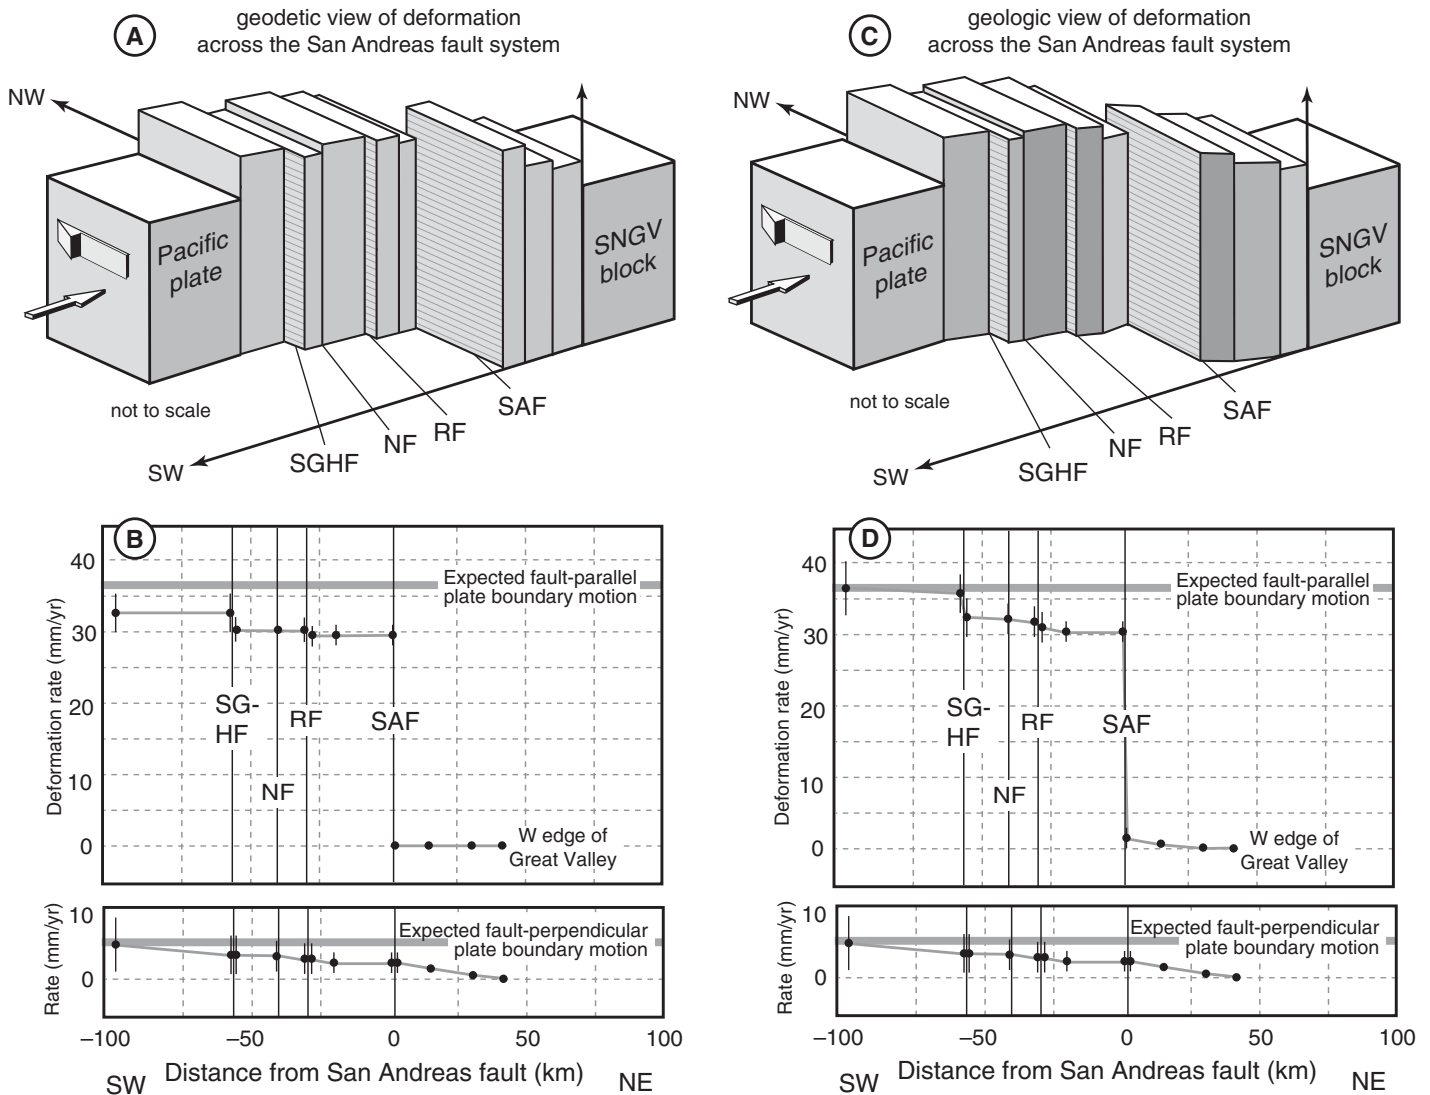 A
geodetic view of deformation
across the San Andreas fault system
NW
Pacific
plate
SNGV
block
not to scale
SAF
RF
NF
SGHF
SW
C
geologic view of deformation
across the San Andreas fault system
NW
Pacific
plate
SNGV
block
not to scale
SAF
RF
NF
SGHF
SW
B
Deformation rate (mm/yr)
40
30
20
10
0
Expected fault-parallel
plate boundary motion
SG-
HF
RF
SAF
NF
W edge of
Great Valley
Rate (mm/yr)
10
0
Expected fault-perpendicular
plate boundary motion
–100
–50
0
50
100
SW
Distance from San Andreas fault (km)
NE
D
Deformation rate (mm/yr)
40
30
20
10
0
Expected fault-parallel
plate boundary motion
SG-
HF
RF
SAF
NF
W edge of
Great Valley
Rate (mm/yr)
10
0
Expected fault-perpendicular
plate boundary motion
–100
–50
0
50
100
SW
Distance from San Andreas fault (km)
NE